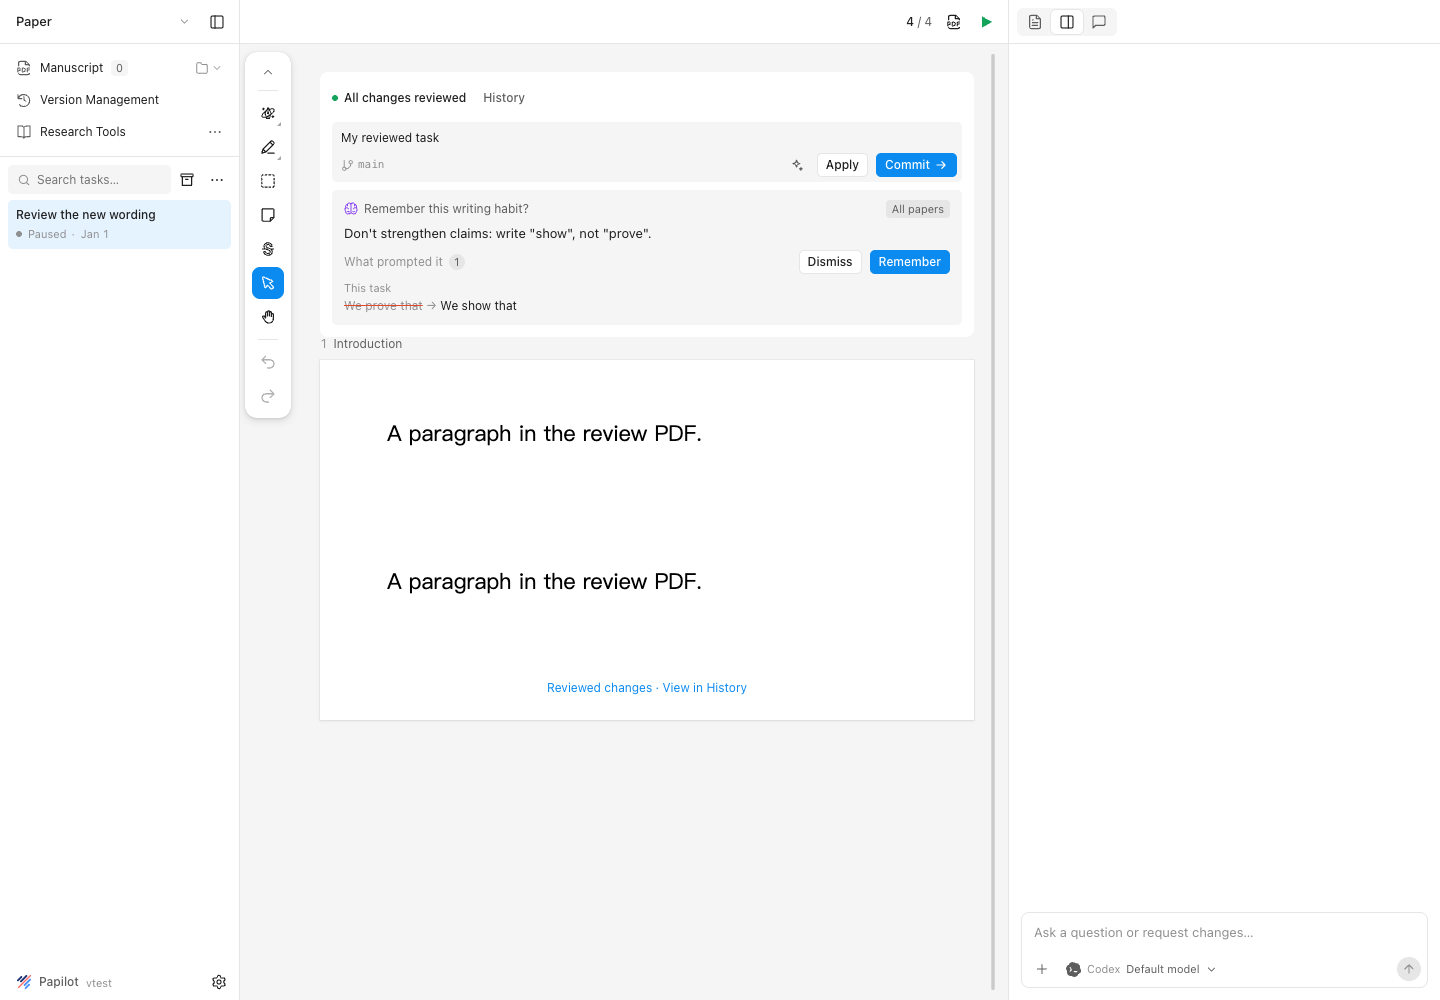 Paper
4 / 4
PDF
PDF
Manuscript 0
Version Management
Research Tools
Search tasks...
Review the new wording
Paused · Jan 1
All changes reviewed History
My reviewed task
main
Apply
Commit →
Remember this writing habit?
All papers
Don't strengthen claims: write "show", not "prove".
What prompted it 1
Dismiss
Remember
This task
We prove that → We show that
1 Introduction
A paragraph in the review PDF.
A paragraph in the review PDF.
Reviewed changes · View in History
Ask a question or request changes...
Codex Default model
Papilot vtest